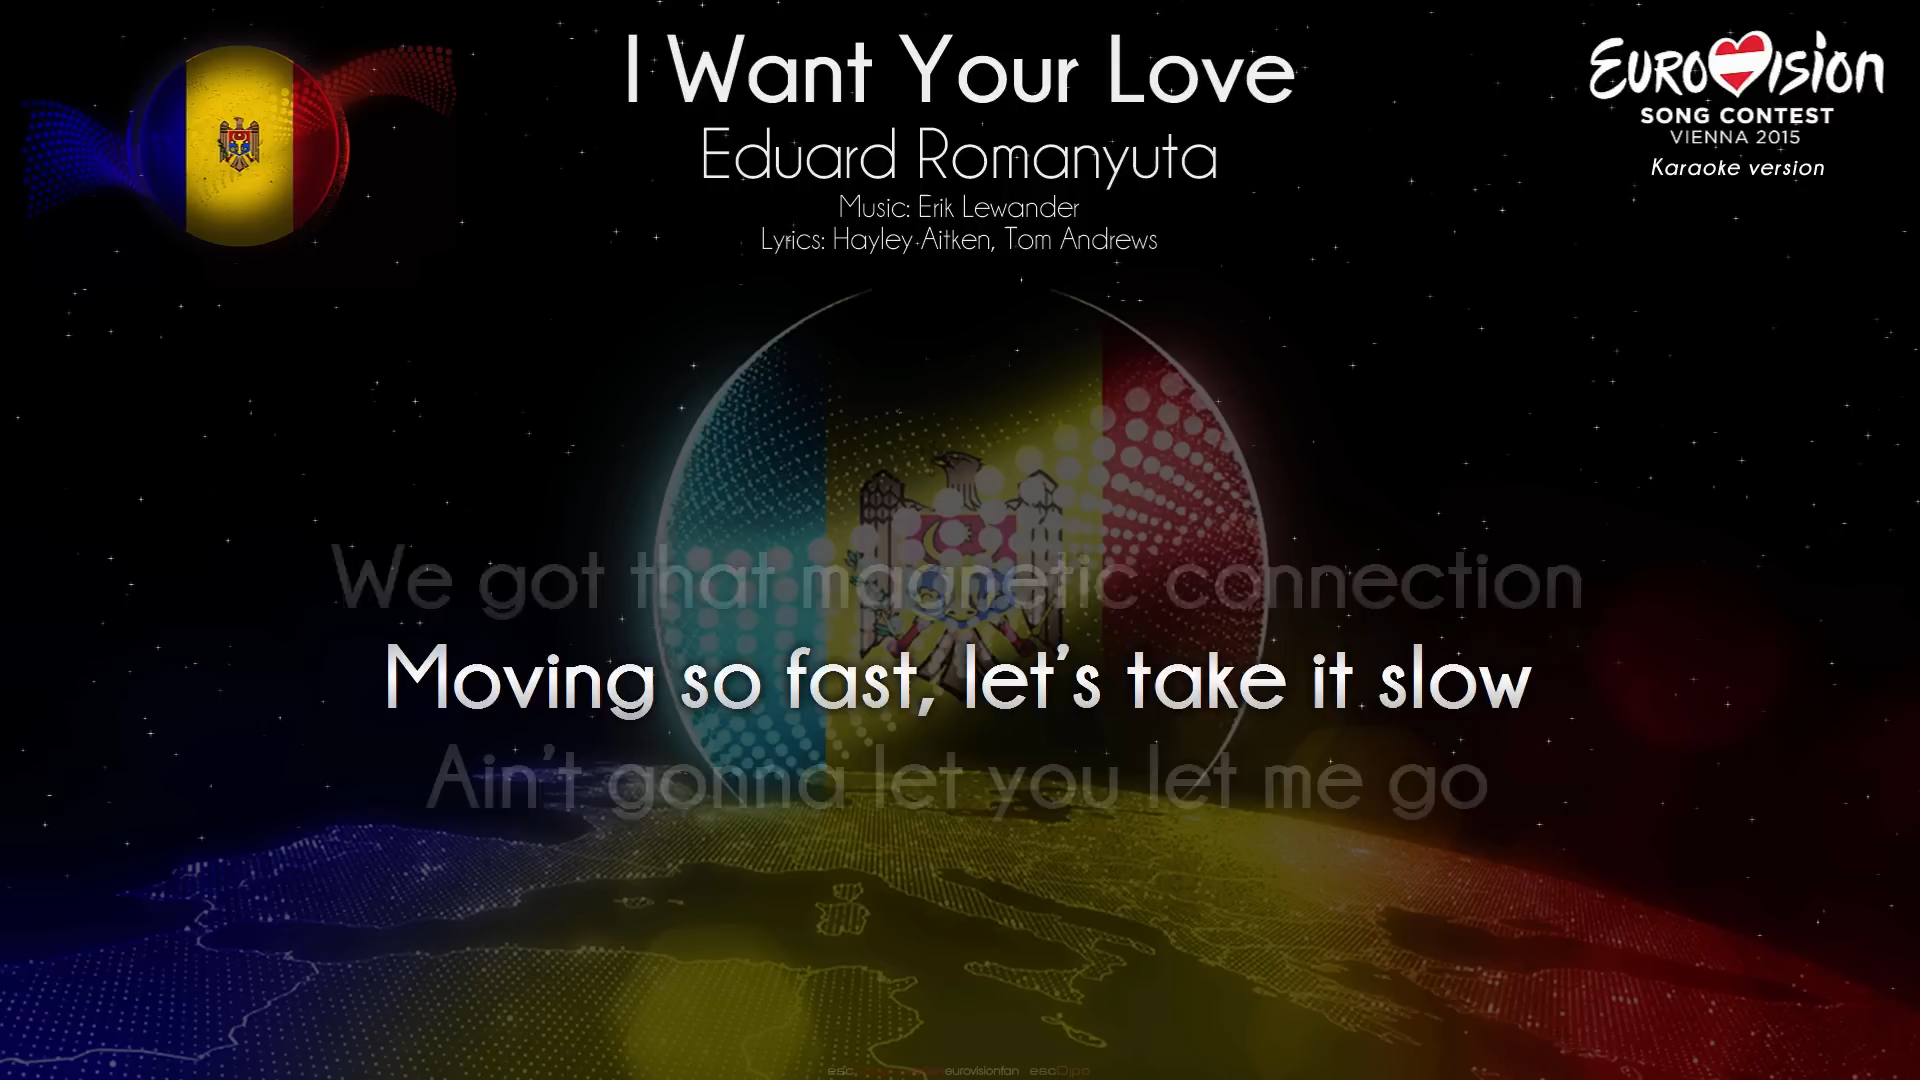 I Want Your Love
Eduard Romanyuta
Music: Erik Lewander
Lyrics: Hayley Aitken, Tom Andrews
EUROVISION
SONG CONTEST
VIENNA 2015
Karaoke version
We got that magnetic connection
Moving so fast, let's take it slow
Ain't gonna let you let me go
eurovisionfan escDipo